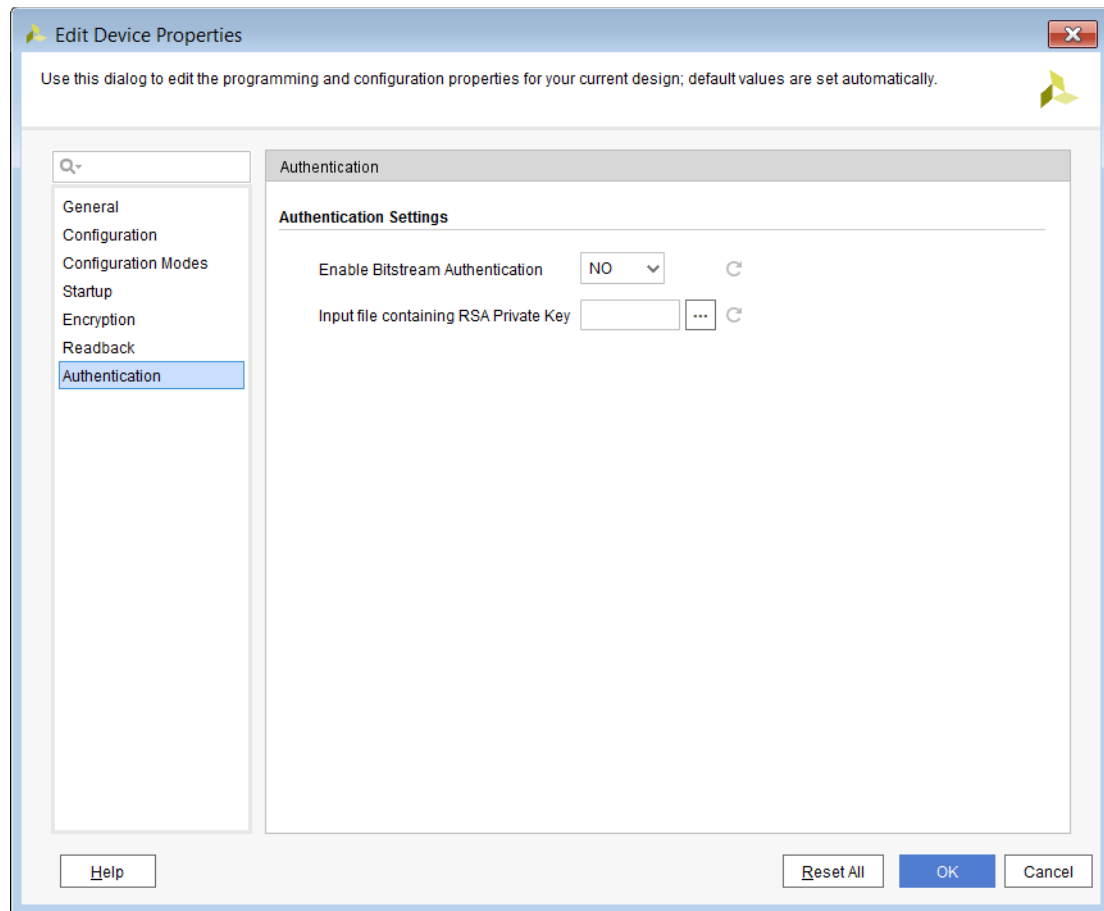 Edit Device Properties
Use this dialog to edit the programming and configuration properties for your current design; default values are set automatically.
General
Configuration
Configuration Modes
Startup
Encryption
Readback
Authentication
Authentication
Authentication Settings
Enable Bitstream Authentication NO
Input file containing RSA Private Key ...
Help Reset All OK Cancel